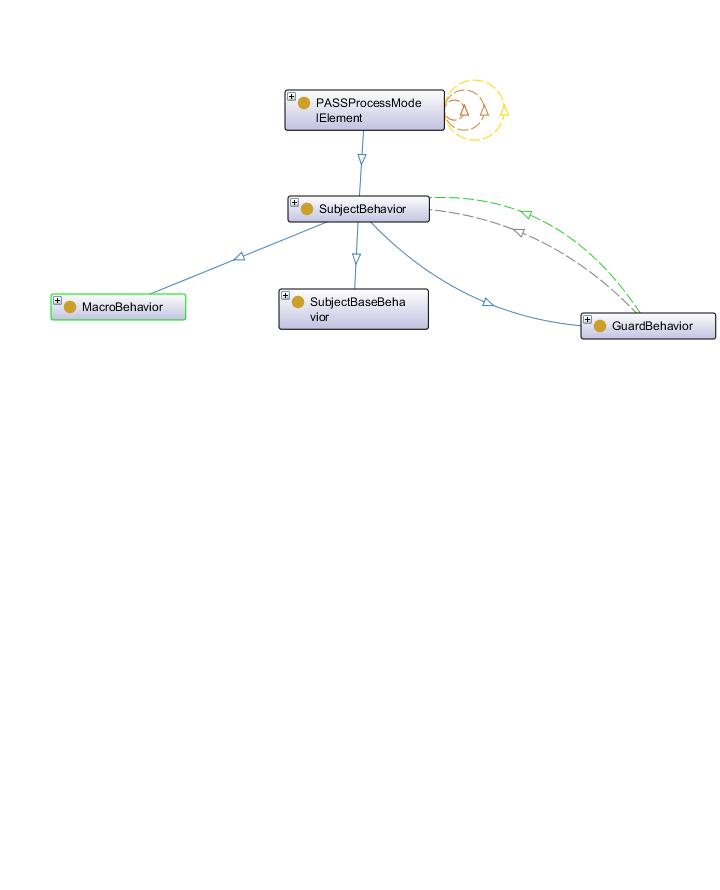 PASSProcessMode
lElement
SubjectBehavior
MacroBehavior
SubjectBaseBeha
vior
GuardBehavior